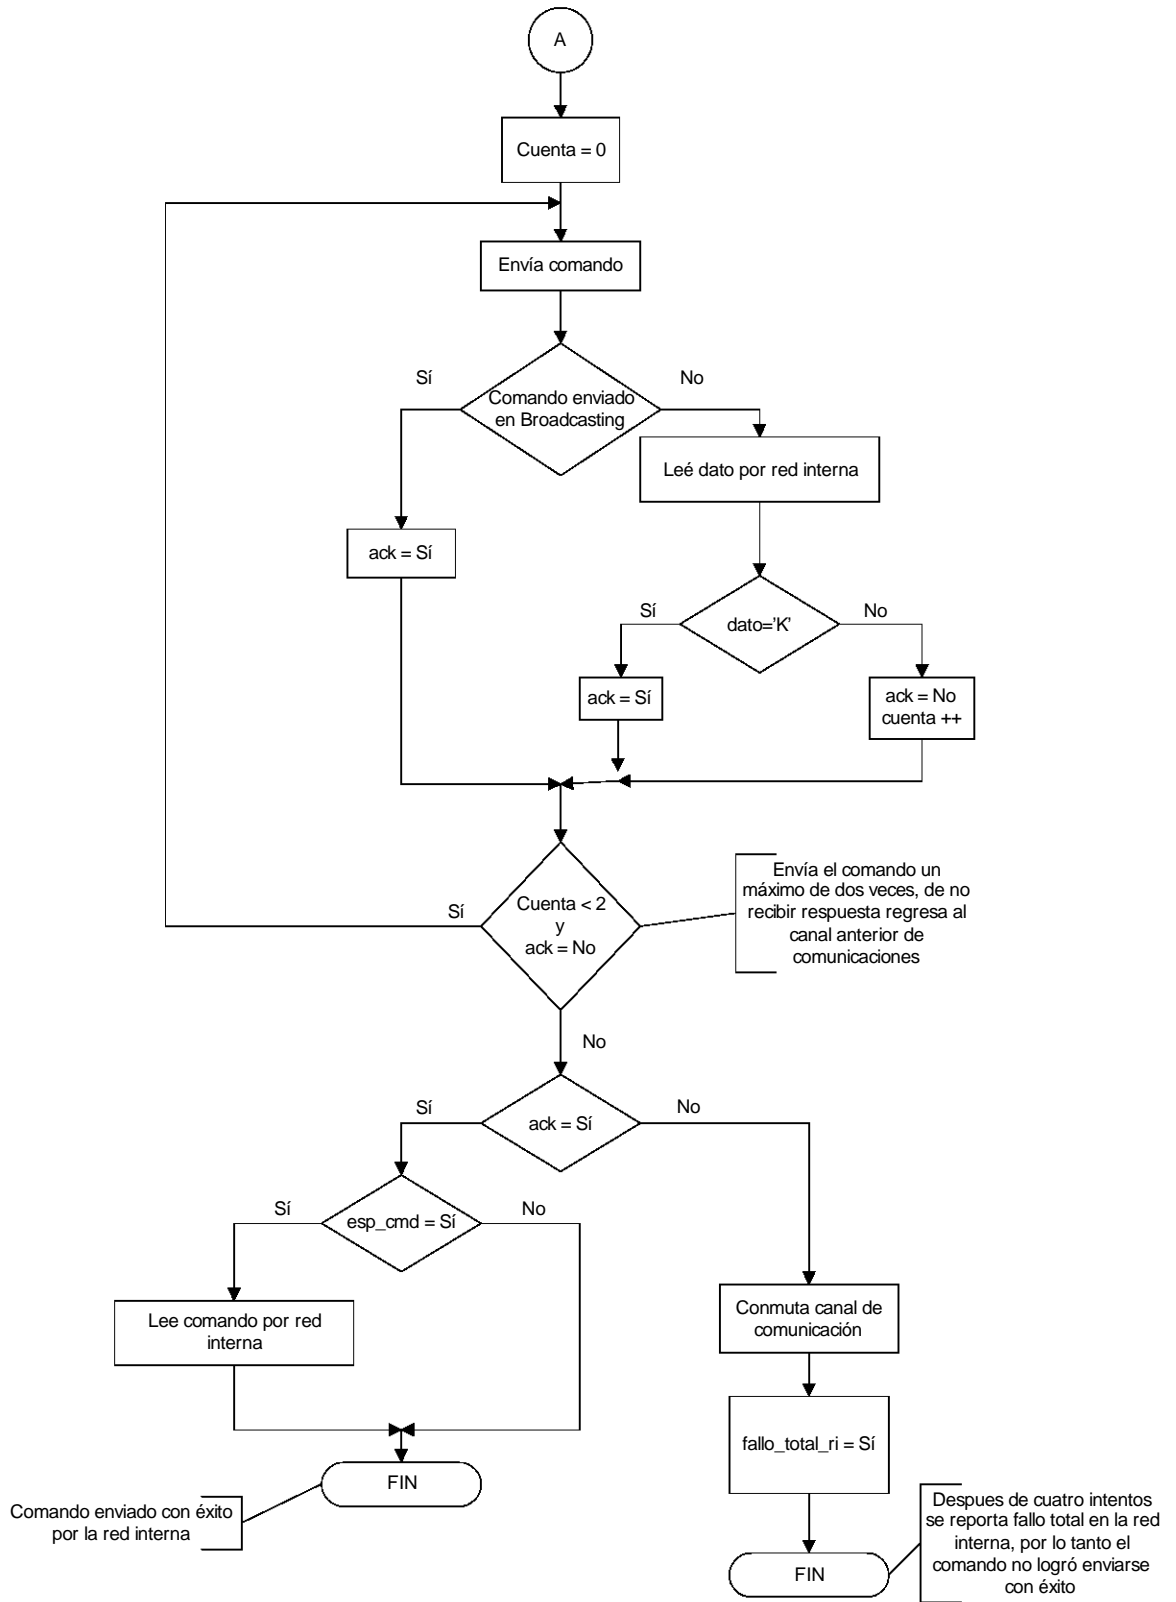 A
Cuenta = 0
Envía comando
Sí
No
Comando enviado
en Broadcasting
Leé dato por red interna
ack = Sí
Sí
No
dato='K'
ack = Sí
ack = No
cuenta ++
Sí
Cuenta < 2
y
ack = No
Envía el comando un
máximo de dos veces, de no
recibir respuesta regresa al
canal anterior de
comunicaciones
No
Sí
No
ack = Sí
Sí
No
esp_cmd = Sí
Lee comando por red
interna
Conmuta canal de
comunicación
fallo_total_ri = Sí
FIN
Comando enviado con éxito
por la red interna
Despues de cuatro intentos
se reporta fallo total en la red
interna, por lo tanto el
comando no logró enviarse
con éxito
FIN